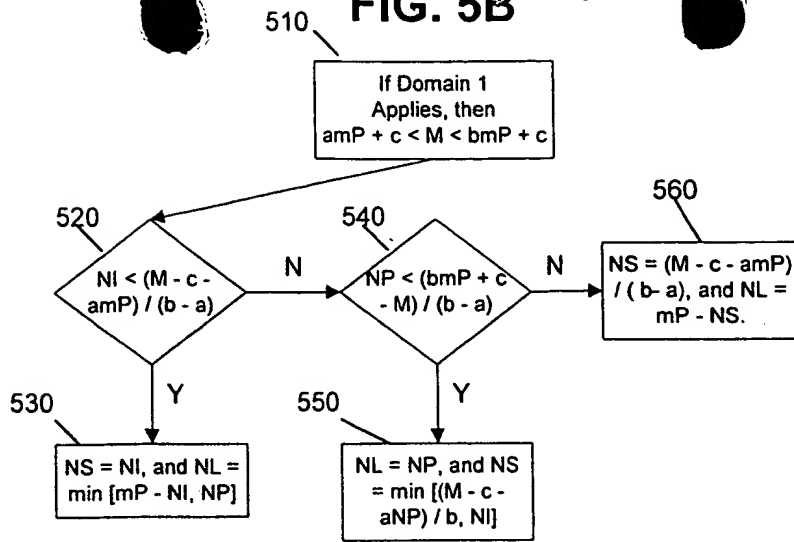 FIG. 5B
510
If Domain 1
Applies, then
amP + c < M < bmP + c
520
NI < (M - c -
amP) / (b - a)
N
540
NP < (bmP + c
- M) / (b - a)
N
560
NS = (M - c - amP)
/ ( b- a), and NL =
mP - NS.
Y
530
NS = NI, and NL =
min [mP - NI, NP]
Y
550
NL = NP, and NS
= min [(M - c -
aNP) / b, NI]